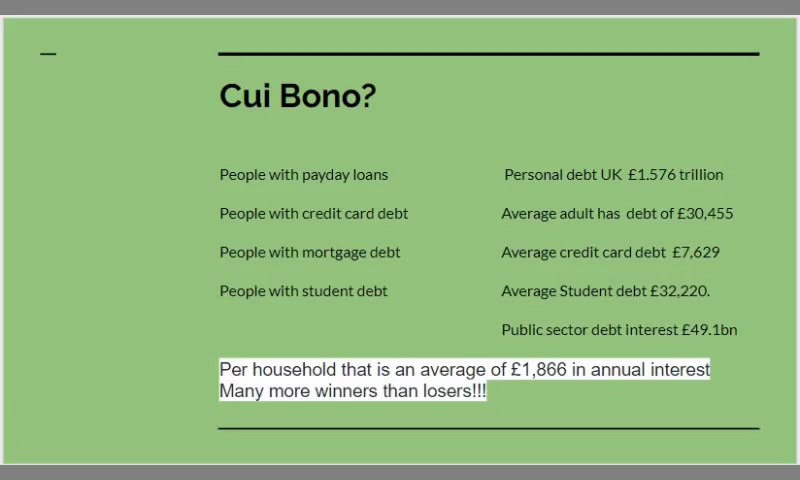 Cui Bono?
People with payday loans
People with credit card debt
People with mortgage debt
People with student debt
Personal debt UK £1.576 trillion
Average adult has debt of £30,455
Average credit card debt £7,629
Average Student debt £32,220.
Public sector debt interest £49.1bn
Per household that is an average of £1,866 in annual interest
Many more winners than losers!!!